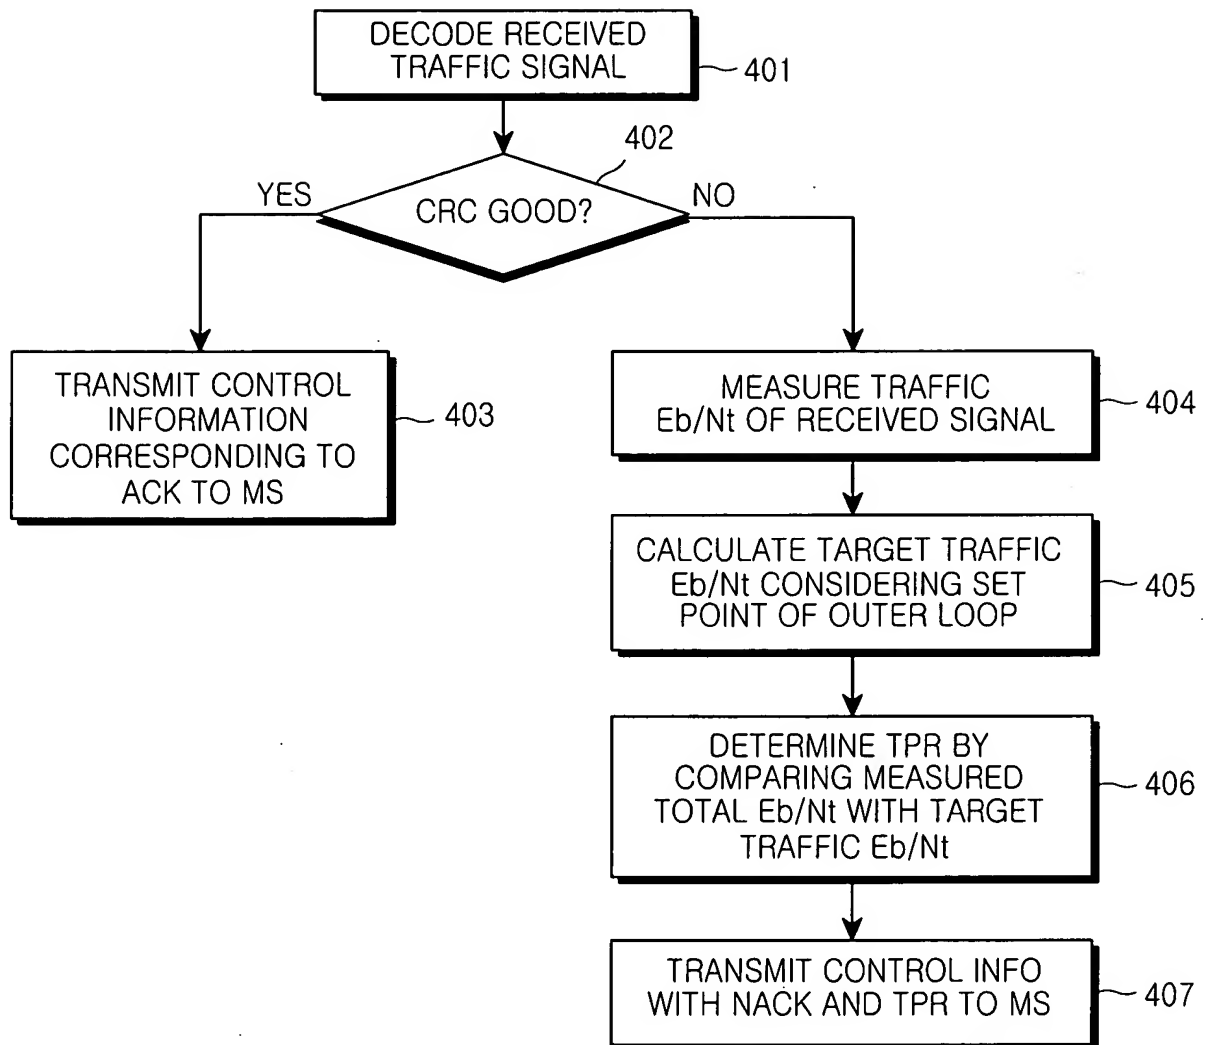 DECODE RECEIVED
TRAFFIC SIGNAL
401
402
YES
CRC GOOD?
NO
TRANSMIT CONTROL
INFORMATION
CORRESPONDING TO
ACK TO MS
403
MEASURE TRAFFIC
Eb/Nt OF RECEIVED SIGNAL
404
CALCULATE TARGET TRAFFIC
Eb/Nt CONSIDERING SET
POINT OF OUTER LOOP
405
DETERMINE TPR BY
COMPARING MEASURED
TOTAL Eb/Nt WITH TARGET
TRAFFIC Eb/Nt
406
TRANSMIT CONTROL INFO
WITH NACK AND TPR TO MS
407